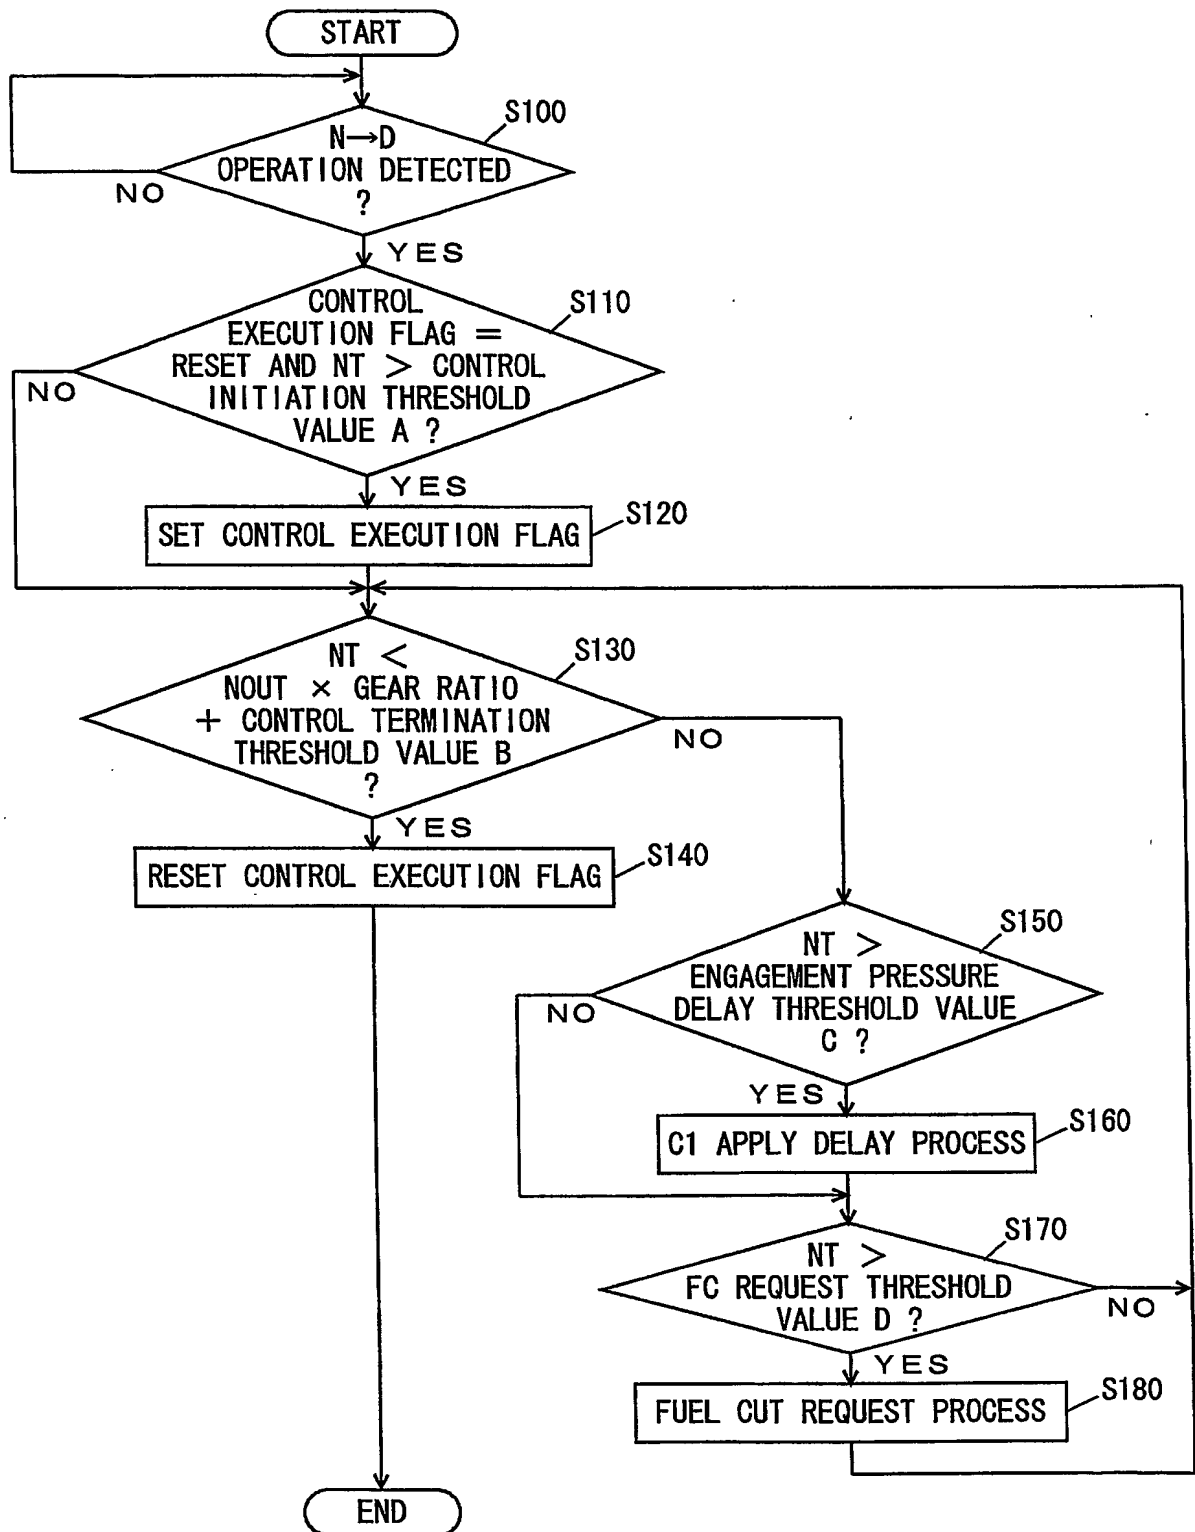 START
S100
N→D
OPERATION DETECTED
?
NO
YES
S110
CONTROL
EXECUTION FLAG =
RESET AND NT > CONTROL
INITIATION THRESHOLD
VALUE A ?
NO
YES
S120
SET CONTROL EXECUTION FLAG
S130
NT <
NOUT × GEAR RATIO
+ CONTROL TERMINATION
THRESHOLD VALUE B
?
NO
YES
S140
RESET CONTROL EXECUTION FLAG
S150
NT >
ENGAGEMENT PRESSURE
DELAY THRESHOLD VALUE
C ?
NO
YES
S160
C1 APPLY DELAY PROCESS
S170
NT >
FC REQUEST THRESHOLD
VALUE D ?
NO
YES
S180
FUEL CUT REQUEST PROCESS
END